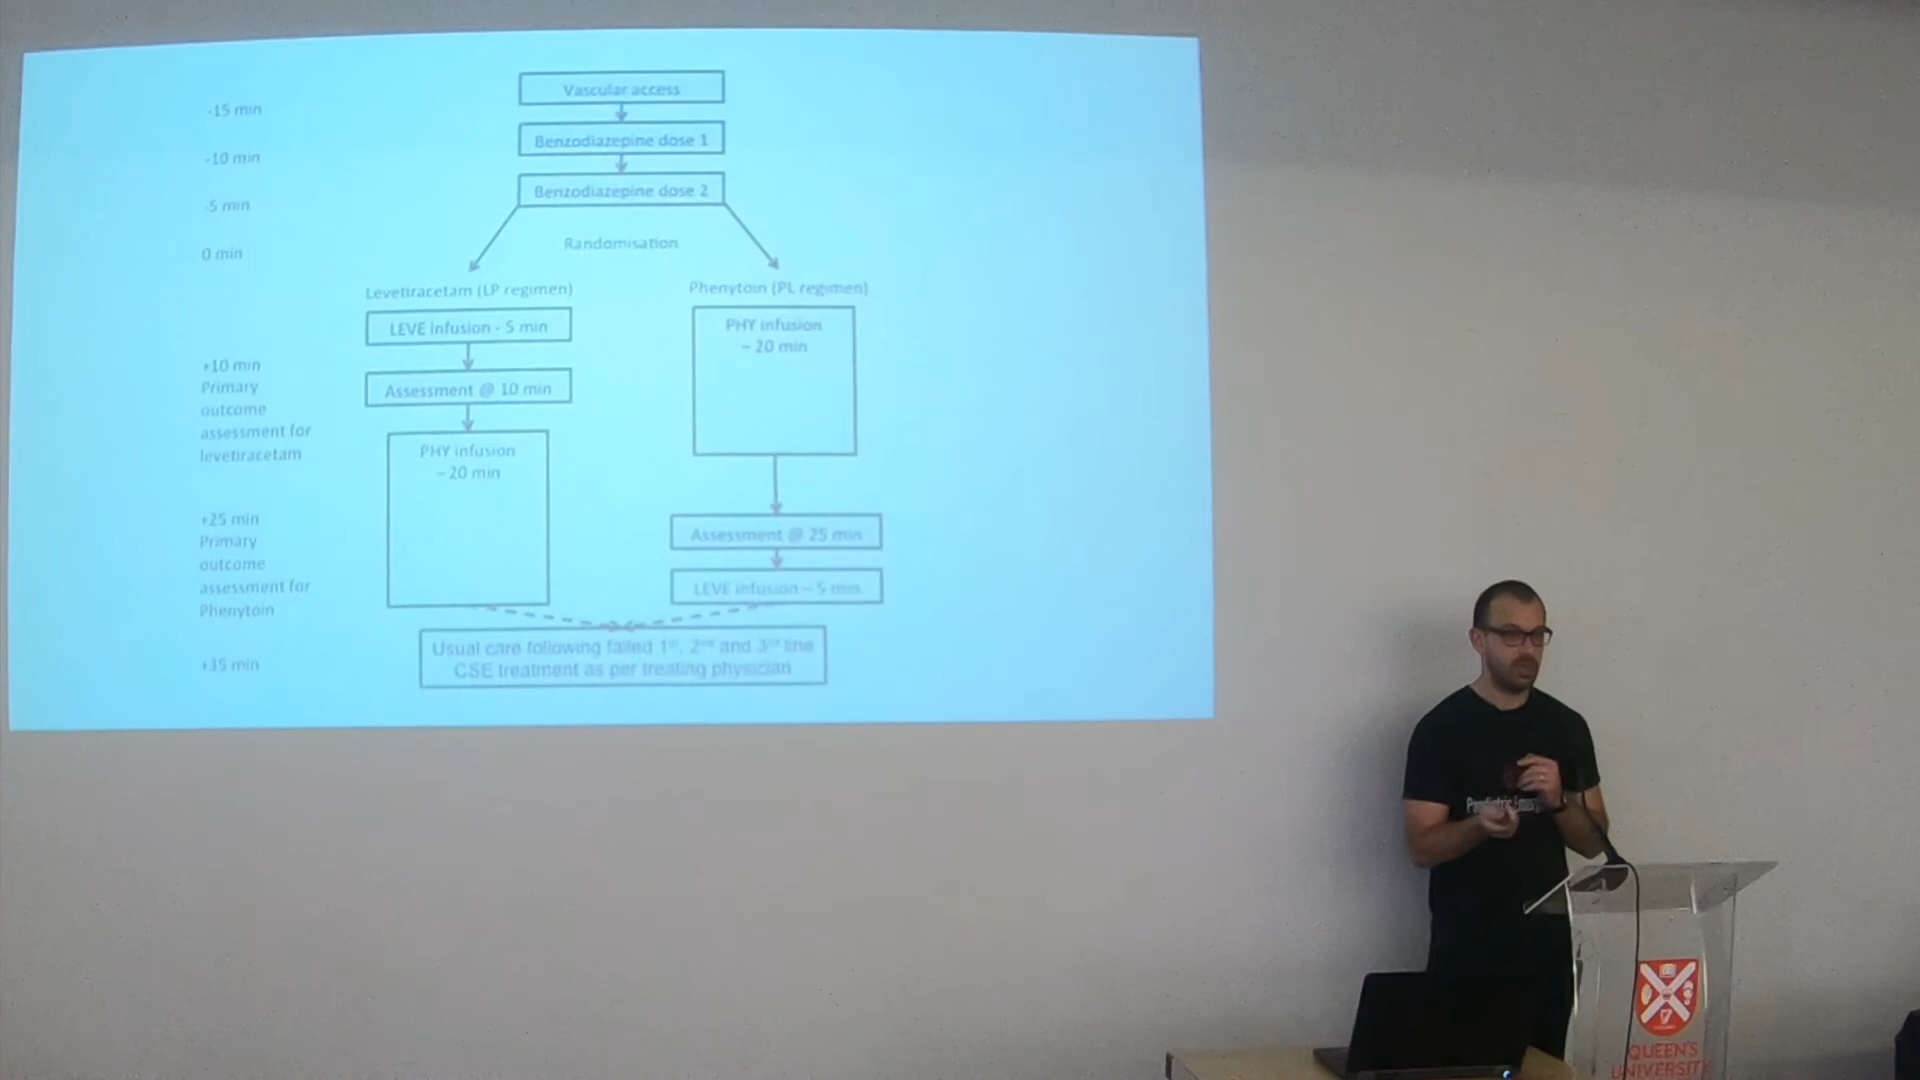 Vascular access
-15 min
Benzodiazepine dose 1
-10 min
Benzodiazepine dose 2
-5 min
Randomisation
0 min
Levetiracetam (LP regimen)
Phenytoin (PL regimen)
LEVE infusion - 5 min
PHY infusion
– 20 min
+10 min
Primary
outcome
assessment for
levetiracetam
Assessment @ 10 min
PHY infusion
– 20 min
+25 min
Primary
outcome
assessment for
Phenytoin
Assessment @ 25 min
LEVE infusion – 5 min
Usual care following failed 1st, 2nd and 3rd line
CSE treatment as per treating physician
+35 min
QUEEN'S
UNIVERSITY